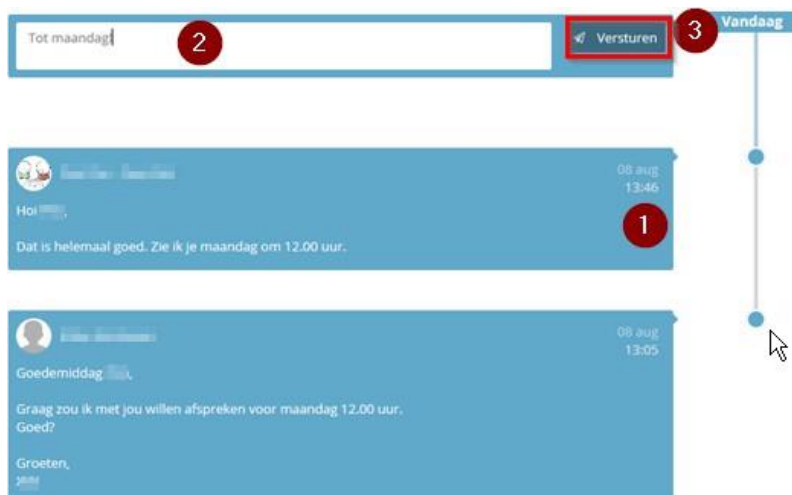 Vandaag
Tot maandag!
2
Versturen
3
08 aug
13:46
Hoi
1
Dat is helemaal goed. Zie ik je maandag om 12.00 uur.
08 aug
13:05
Goedemiddag
Graag zou ik met jou willen afspreken voor maandag 12.00 uur.
Goed?
Groeten,